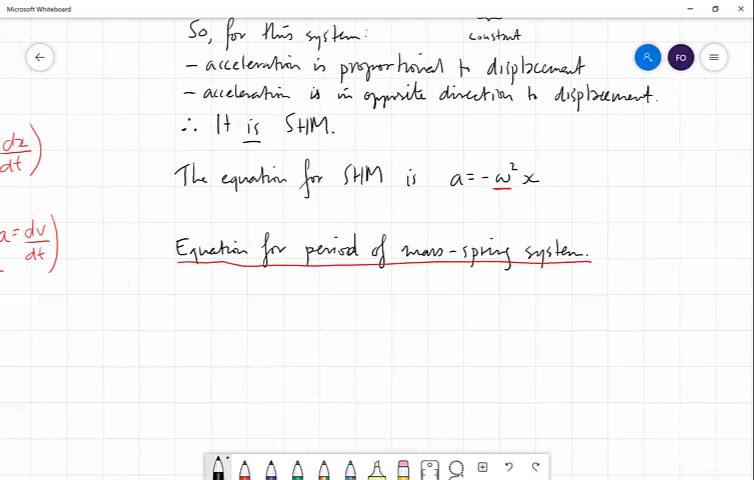 Microsoft Whiteboard
So, for this system:
constant
- acceleration is proportional to displacement
FO
- acceleration is in opposite direction to displacement.
∴ It is SHM.
dx/dt)
The equation for SHM is a = - ω²x
a = dv/dt)
Equation for period of mass-spring system.